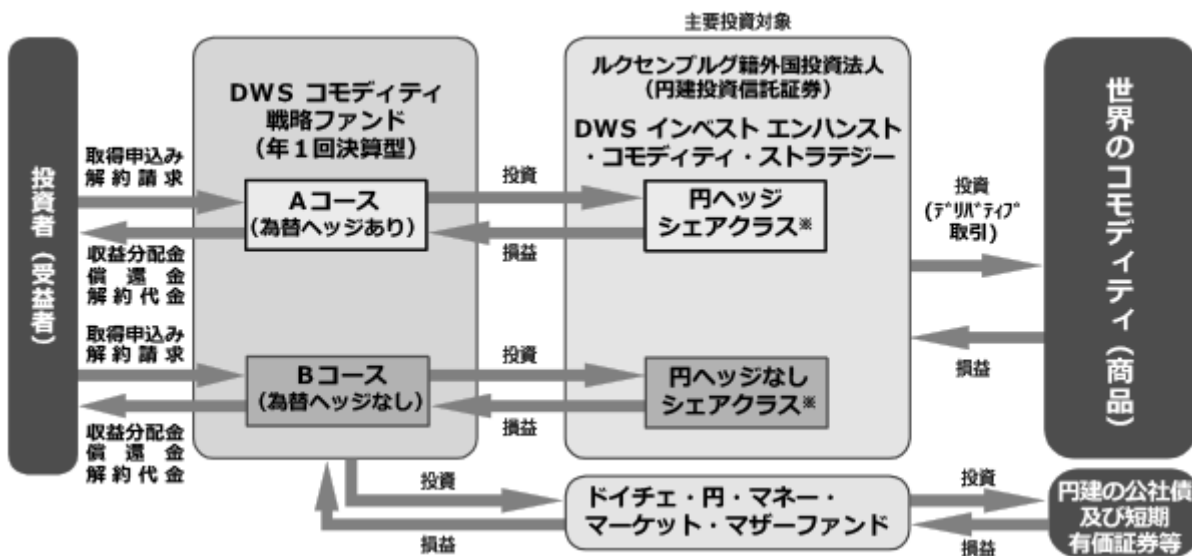 主要投資対象
投資者（受益者）
取得申込み
解約請求
収益分配金
償還金
解約代金
取得申込み
解約請求
収益分配金
償還金
解約代金
DWS コモディティ
戦略ファンド
（年１回決算型）
Aコース
（為替ヘッジあり）
Bコース
（為替ヘッジなし）
投資
損益
投資
損益
ルクセンブルグ籍外国投資法人
（円建投資信託証券）
DWS インベスト エンハンスト
・コモディティ・ストラテジー
円ヘッジ
シェアクラス※
円ヘッジなし
シェアクラス※
投資
(ﾃﾞﾘﾊﾞﾃｨﾌﾞ
取引)
損益
世界のコモディティ（商品）
投資
損益
ドイチェ・円・マネー・
マーケット・マザーファンド
投資
損益
円建の公社債
及び短期
有価証券等